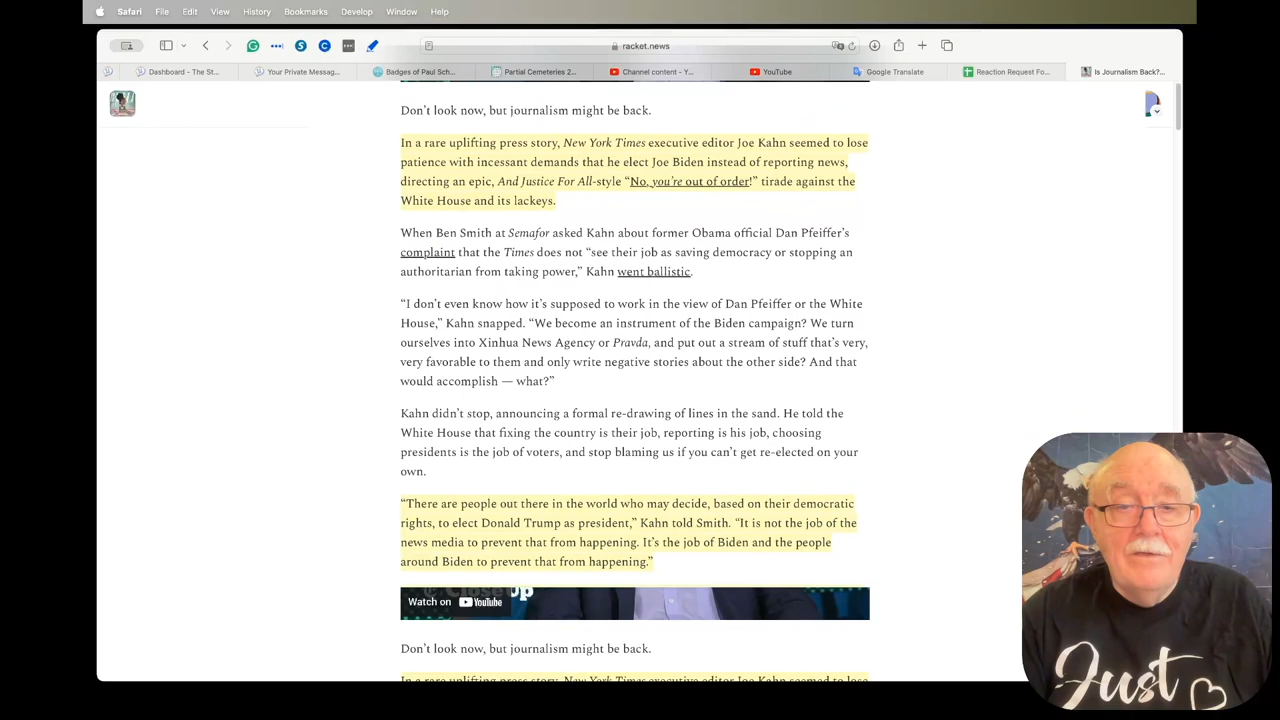 Safari File Edit View History Bookmarks Develop Window Help
racket.news
Dashboard - The St... Your Private Messag... Badges of Paul Sch... Partial Cemeteries 2... Channel content - Y... YouTube Google Translate Reaction Request Fo... Is Journalism Back?...
Don’t look now, but journalism might be back.
In a rare uplifting press story, New York Times executive editor Joe Kahn seemed to lose
patience with incessant demands that he elect Joe Biden instead of reporting news,
directing an epic, And Justice For All-style “No, you’re out of order!” tirade against the
White House and its lackeys.
When Ben Smith at Semafor asked Kahn about former Obama official Dan Pfeiffer’s
complaint that the Times does not “see their job as saving democracy or stopping an
authoritarian from taking power,” Kahn went ballistic.
“I don’t even know how it’s supposed to work in the view of Dan Pfeiffer or the White
House,” Kahn snapped. “We become an instrument of the Biden campaign? We turn
ourselves into Xinhua News Agency or Pravda, and put out a stream of stuff that’s very,
very favorable to them and only write negative stories about the other side? And that
would accomplish — what?”
Kahn didn’t stop, announcing a formal re-drawing of lines in the sand. He told the
White House that fixing the country is their job, reporting is his job, choosing
presidents is the job of voters, and stop blaming us if you can’t get re-elected on your
own.
“There are people out there in the world who may decide, based on their democratic
rights, to elect Donald Trump as president,” Kahn told Smith. “It is not the job of the
news media to prevent that from happening. It’s the job of Biden and the people
around Biden to prevent that from happening.”
Watch on YouTube
Don’t look now, but journalism might be back.
In a rare uplifting press story, New York Times executive editor Joe Kahn seemed to lose
Just